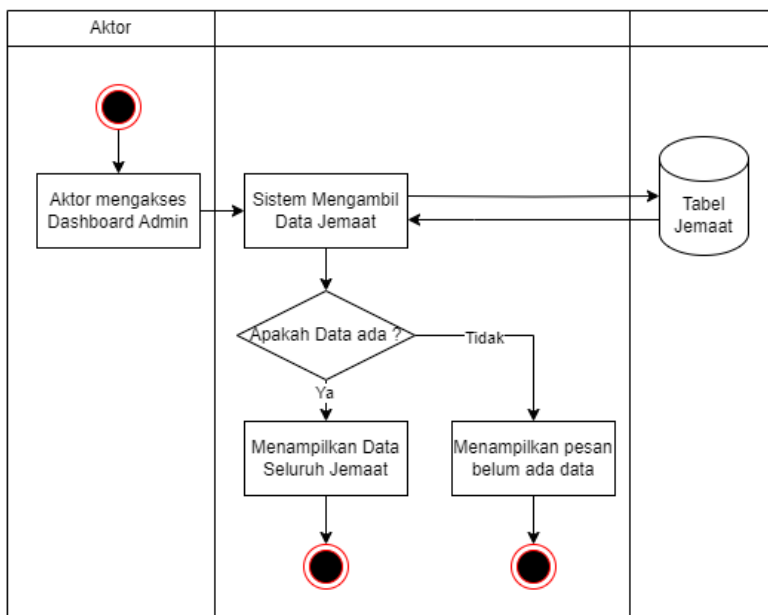 Aktor
Aktor mengakses
Dashboard Admin
Sistem Mengambil
Data Jemaat
Tabel
Jemaat
Apakah Data ada ?
Tidak
Ya
Menampilkan Data
Seluruh Jemaat
Menampilkan pesan
belum ada data